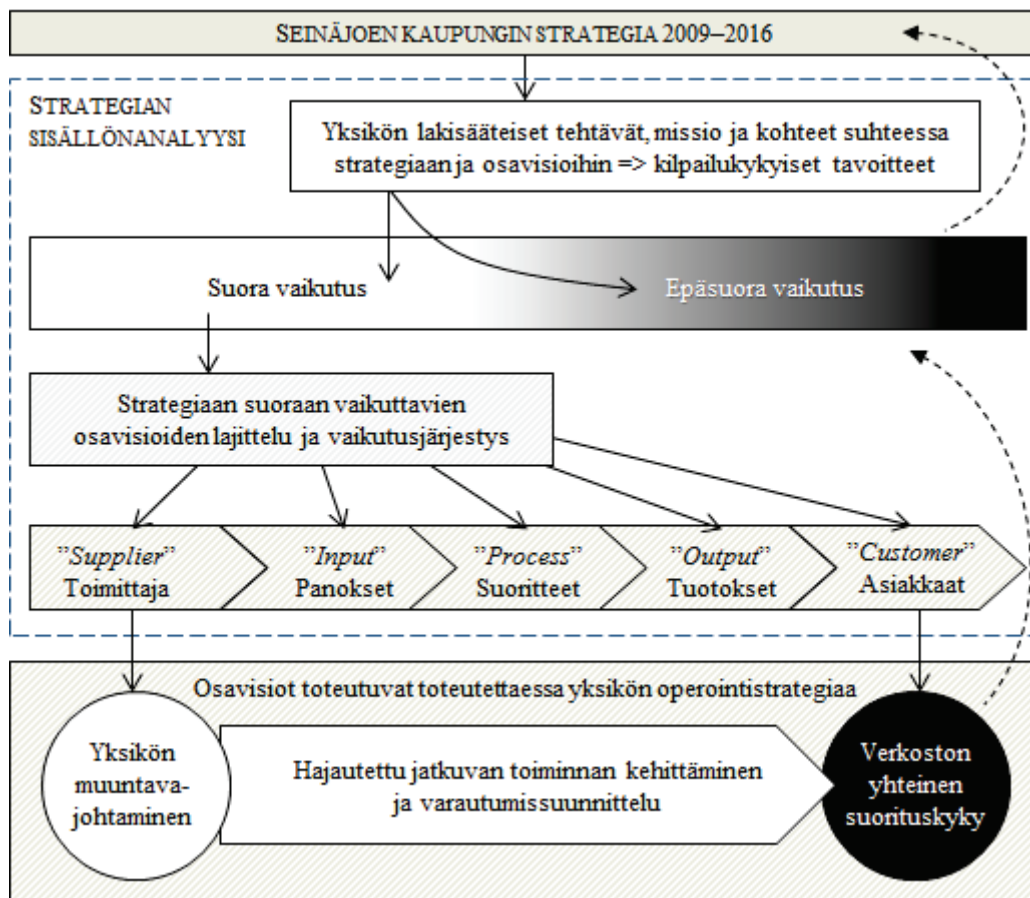 SEINÄJOEN KAUPUNGIN STRATEGIA 2009–2016
STRATEGIAN
SISÄLLÖNANALYYSI
Yksikön lakisääteiset tehtävät, missio ja kohteet suhteessa
strategiaan ja osavisioihin => kilpailukykyiset tavoitteet
Suora vaikutus
Epäsuora vaikutus
Strategiaan suoraan vaikuttavien
osavisioiden lajittelu ja vaikutusjärjestys
”Supplier”
Toimittaja
”Input”
Panokset
”Process”
Suoritteet
”Output”
Tuotokset
”Customer”
Asiakkaat
Osavisiot toteutuvat toteutettaessa yksikön operointistrategiaa
Yksikön
muuntava-
johtaminen
Hajautettu jatkuvan toiminnan kehittäminen
ja varautumissuunnittelu
Verkoston
yhteinen
suorituskyky